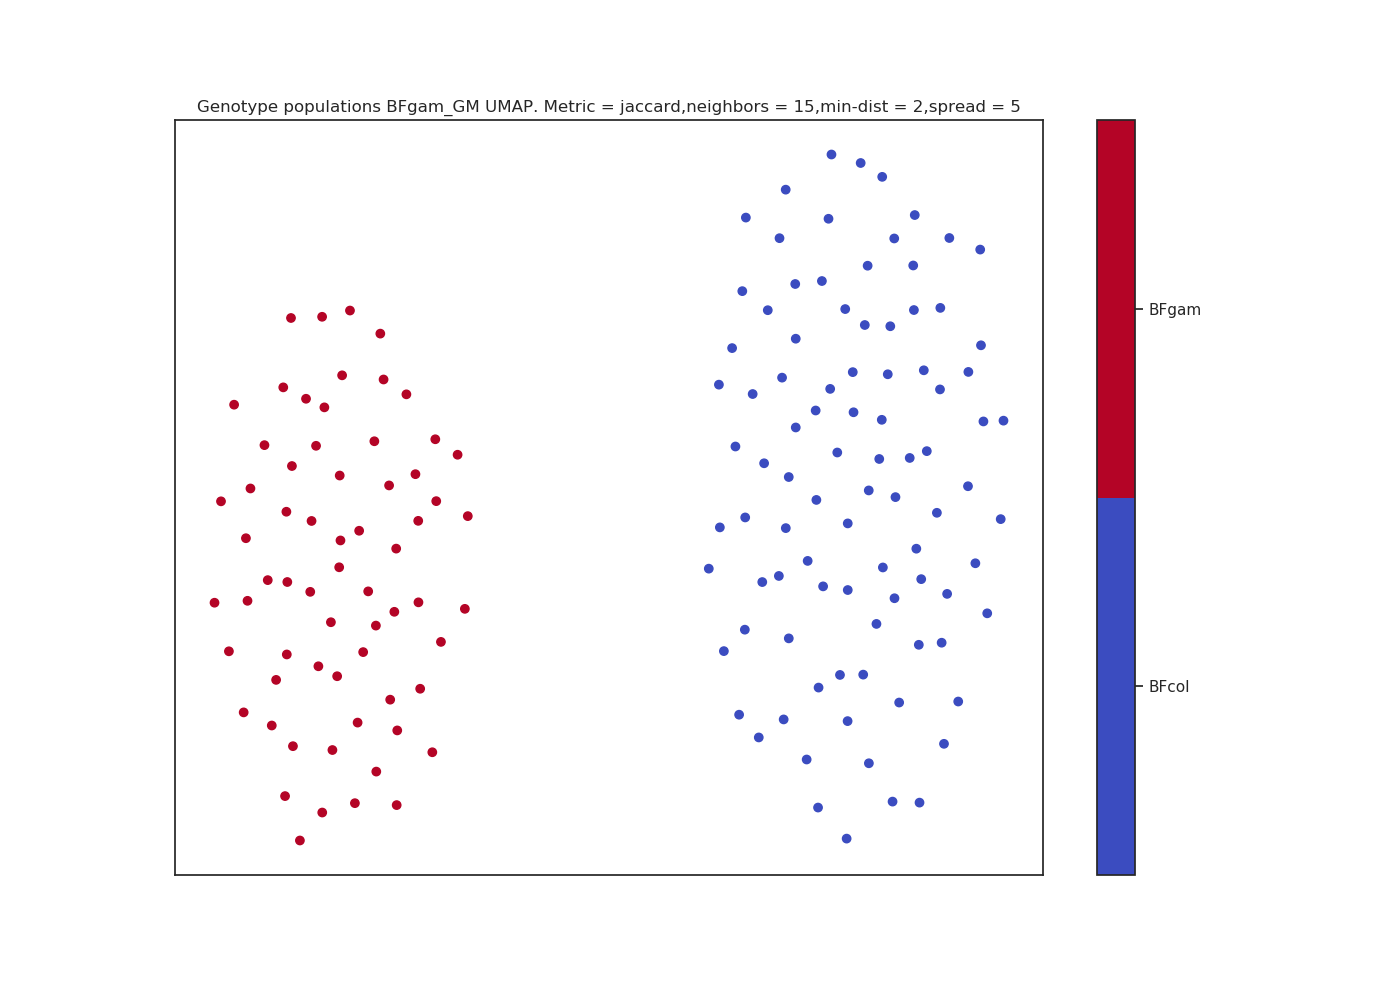 Genotype populations BFgam_GM UMAP. Metric = jaccard,neighbors = 15,min-dist = 2,spread = 5
BFgam
BFcol